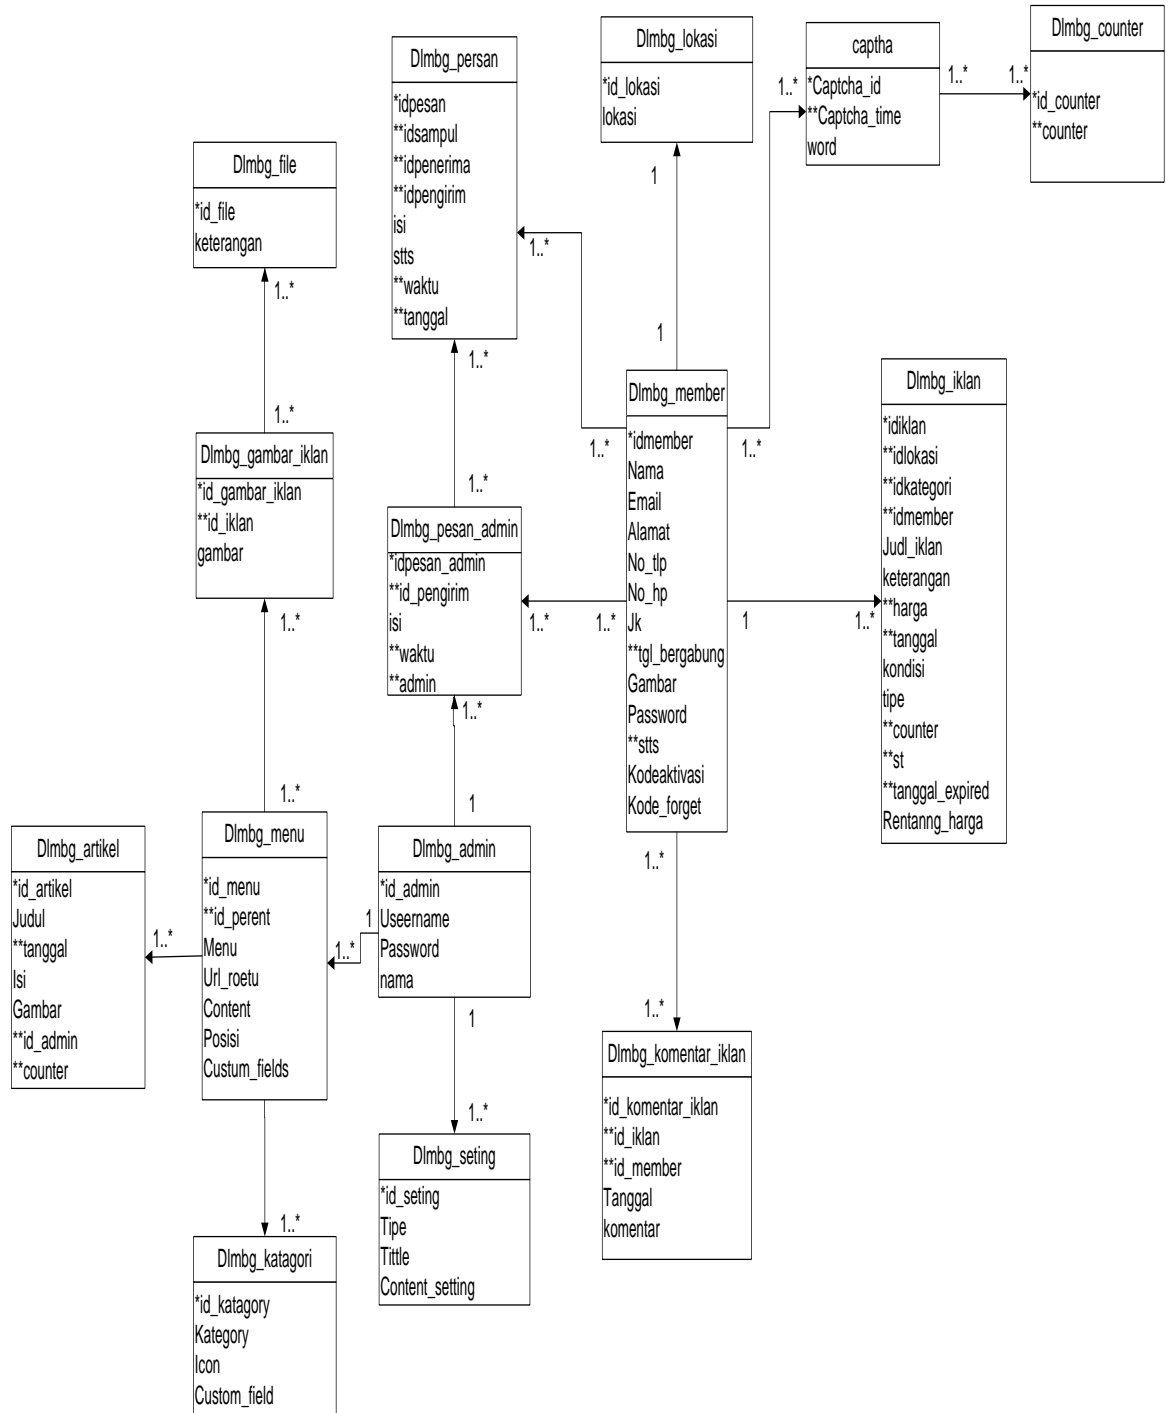 Dlmbg_persan
*idpesan
**idsampul
**idpenerima
**idpengirim
isi
stts
**waktu
**tanggal
1..*
1..*
Dlmbg_lokasi
*id_lokasi
lokasi
1
1
captha
*Captcha_id
**Captcha_time
word
1..*
1..*
1..*
Dlmbg_counter
*id_counter
**counter
Dlmbg_file
*id_file
keterangan
1..*
1..*
Dlmbg_gambar_iklan
*id_gambar_iklan
**id_iklan
gambar
1..*
1..*
Dlmbg_pesan_admin
*idpesan_admin
**id_pengirim
isi
**waktu
**admin
1..*
1..*
1..*
1..*
1
Dlmbg_member
*idmember
Nama
Email
Alamat
No_tlp
No_hp
Jk
**tgl_bergabung
Gambar
Password
**stts
Kodeaktivasi
Kode_forget
1..*
1..*
1
1..*
1..*
1..*
Dlmbg_iklan
*idiklan
**idlokasi
**idkategori
**idmember
Judl_iklan
keterangan
**harga
**tanggal
kondisi
tipe
**counter
**st
**tanggal_expired
Rentanng_harga
Dlmbg_artikel
*id_artikel
Judul
**tanggal
Isi
Gambar
**id_admin
**counter
1..*
Dlmbg_menu
*id_menu
**id_perent
Menu
Url_roetu
Content
Posisi
Custum_fields
1..*
1
Dlmbg_admin
*id_admin
Useername
Password
nama
1
1..*
Dlmbg_seting
*id_seting
Tipe
Tittle
Content_setting
Dlmbg_komentar_iklan
*id_komentar_iklan
**id_iklan
**id_member
Tanggal
komentar
1..*
Dlmbg_katagori
*id_katagory
Kategory
Icon
Custom_field